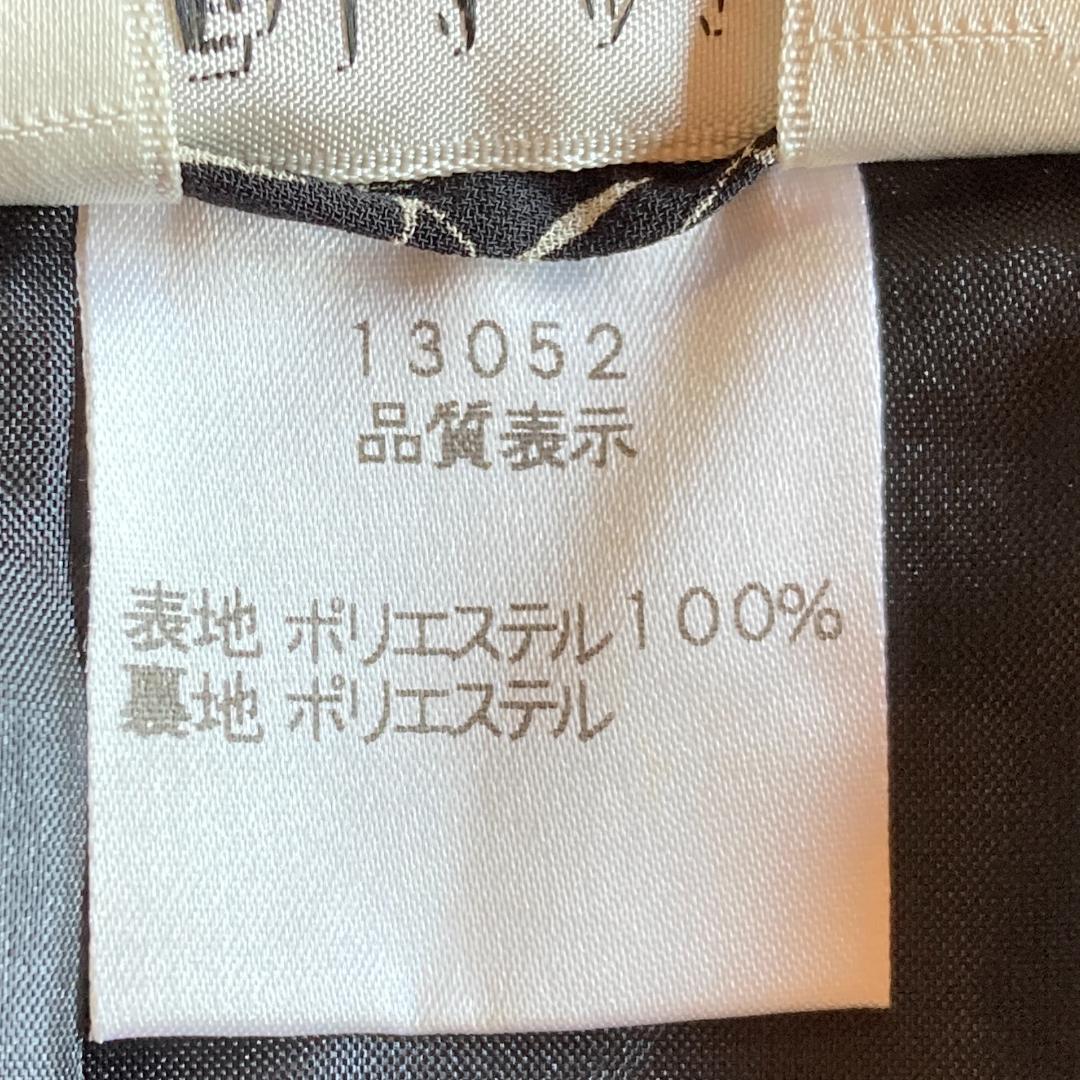 13052
品質表示
表地 ポリエステル100%
裏地 ポリエステル